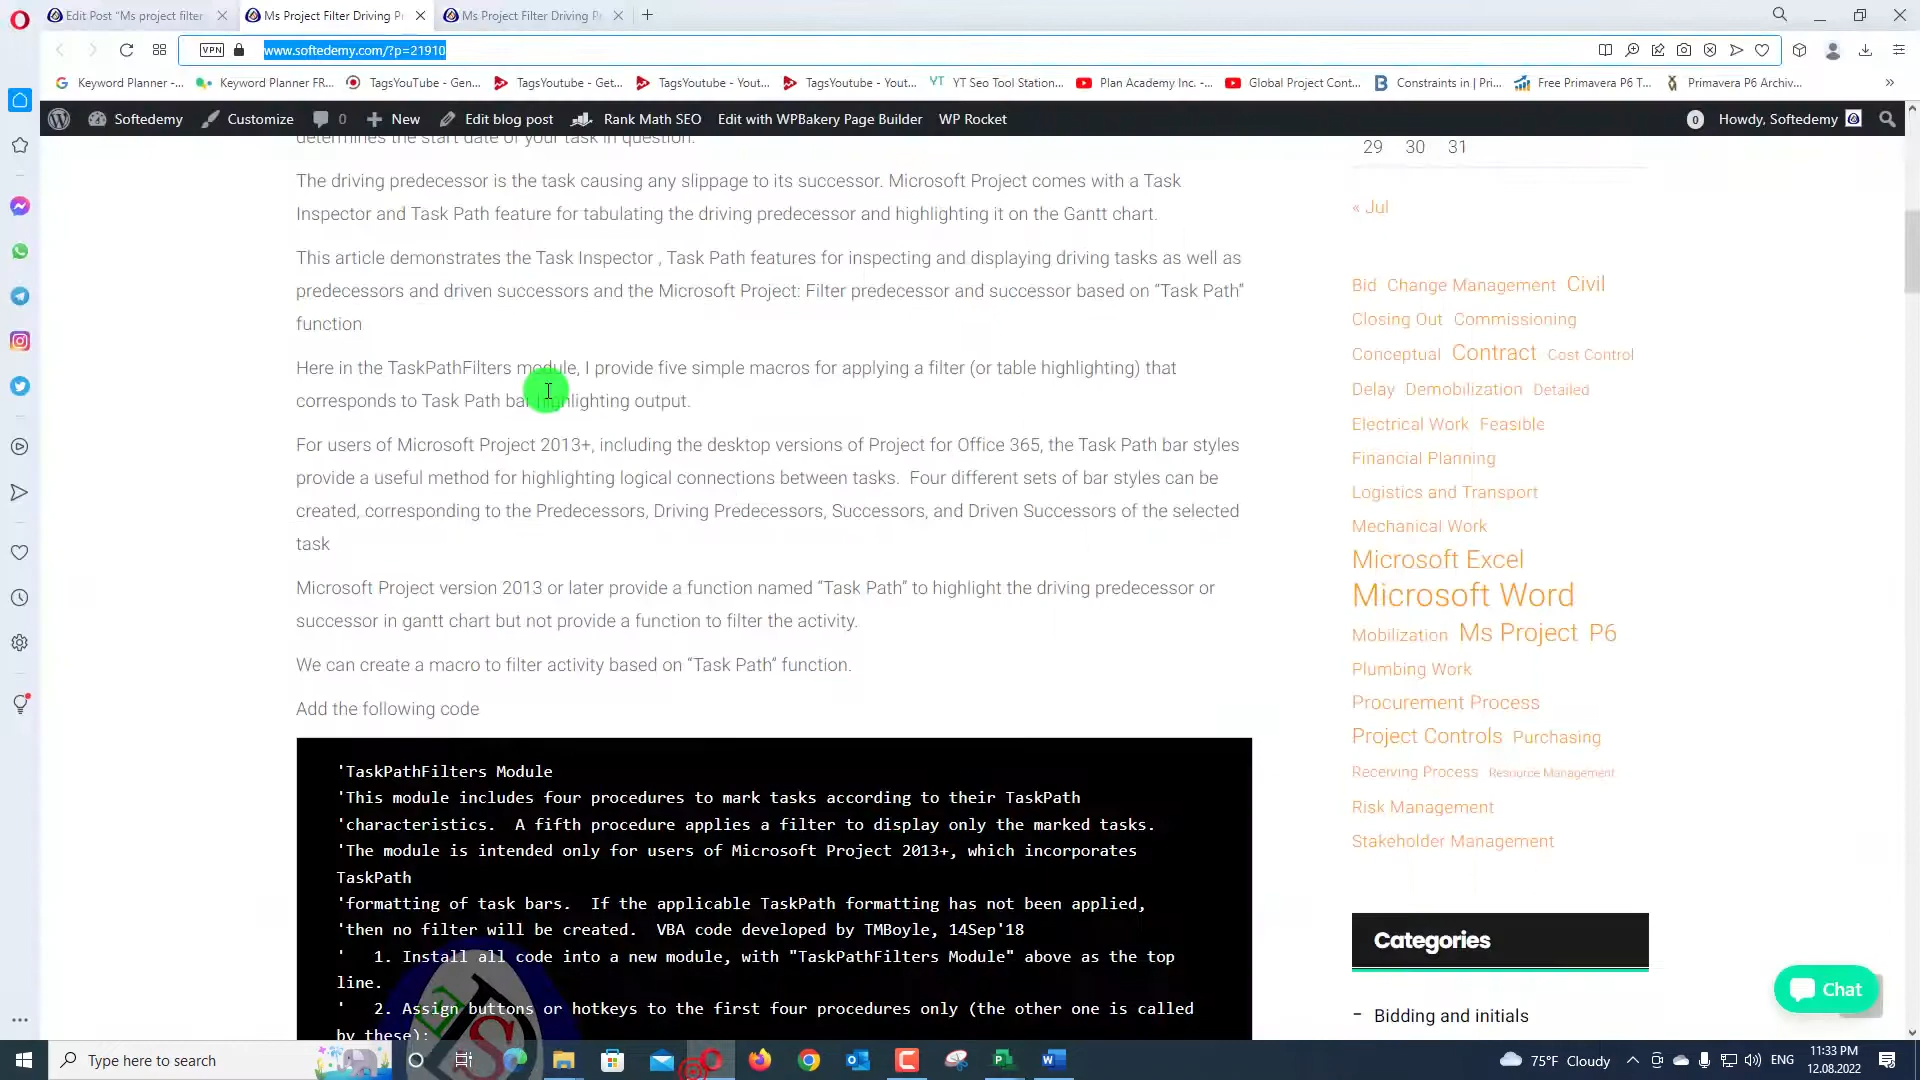 Edit Post “Ms project filter
Ms Project Filter Driving P
Ms Project Filter Driving P
VPN
www.softedemy.com/?p=21910
Keyword Planner -...
Keyword Planner FR...
TagsYouTube - Gen...
TagsYoutube - Get...
TagsYoutube - Yout...
TagsYoutube - Yout...
YT Seo Tool Station...
Plan Academy Inc. -...
Global Project Cont...
Constraints in | Pri...
Free Primavera P6 T...
Primavera P6 Archiv...
»
Softedemy
Customize
0
New
Edit blog post
Rank Math SEO
Edit with WPBakery Page Builder
WP Rocket
0
Howdy, Softedemy
determines the start date of your task in question.
The driving predecessor is the task causing any slippage to its successor. Microsoft Project comes with a Task
Inspector and Task Path feature for tabulating the driving predecessor and highlighting it on the Gantt chart.
This article demonstrates the Task Inspector , Task Path features for inspecting and displaying driving tasks as well as
predecessors and driven successors and the Microsoft Project: Filter predecessor and successor based on “Task Path”
function
Here in the TaskPathFilters module, I provide five simple macros for applying a filter (or table highlighting) that
corresponds to Task Path bar highlighting output.
For users of Microsoft Project 2013+, including the desktop versions of Project for Office 365, the Task Path bar styles
provide a useful method for highlighting logical connections between tasks.  Four different sets of bar styles can be
created, corresponding to the Predecessors, Driving Predecessors, Successors, and Driven Successors of the selected
task
Microsoft Project version 2013 or later provide a function named “Task Path” to highlight the driving predecessor or
successor in gantt chart but not provide a function to filter the activity.
We can create a macro to filter activity based on “Task Path” function.
Add the following code
'TaskPathFilters Module
'This module includes four procedures to mark tasks according to their TaskPath
'characteristics.  A fifth procedure applies a filter to display only the marked tasks.
'The module is intended only for users of Microsoft Project 2013+, which incorporates
TaskPath
'formatting of task bars.  If the applicable TaskPath formatting has not been applied,
'then no filter will be created.  VBA code developed by TMBoyle, 14Sep'18
'   1. Install all code into a new module, with "TaskPathFilters Module" above as the top
line.
'   2. Assign buttons or hotkeys to the first four procedures only (the other one is called
by these):
29 30 31
« Jul
Bid Change Management Civil
Closing Out Commissioning
Conceptual Contract Cost Control
Delay Demobilization Detailed
Electrical Work Feasible
Financial Planning
Logistics and Transport
Mechanical Work
Microsoft Excel
Microsoft Word
Mobilization Ms Project P6
Plumbing Work
Procurement Process
Project Controls Purchasing
Receiving Process Resource Management
Risk Management
Stakeholder Management
Categories
Chat
– Bidding and initials
Type here to search
75°F Cloudy
ENG
11:33 PM
12.08.2022